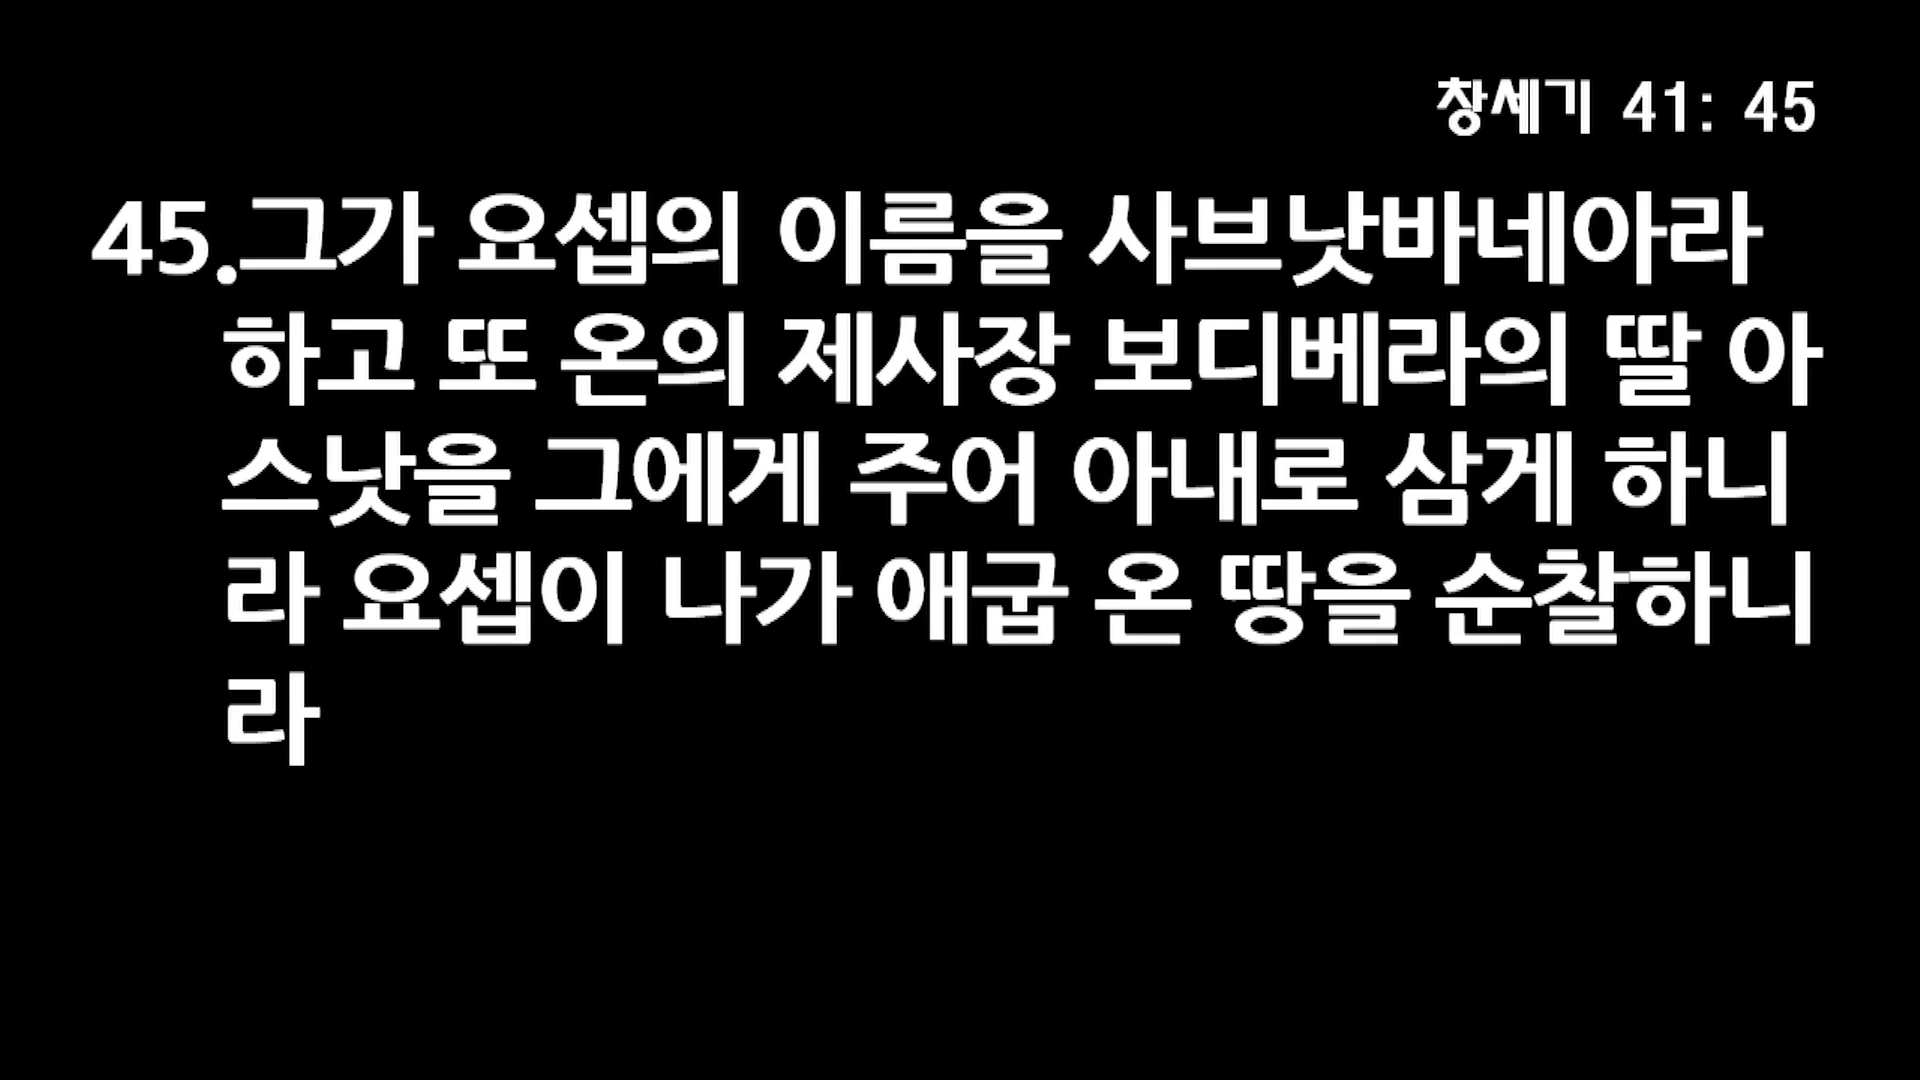 창세기 41: 45
45.그가 요셉의 이름을 사브낫바네아라
하고 또 온의 제사장 보디베라의 딸 아
스낫을 그에게 주어 아내로 삼게 하니
라 요셉이 나가 애굽 온 땅을 순찰하니
라